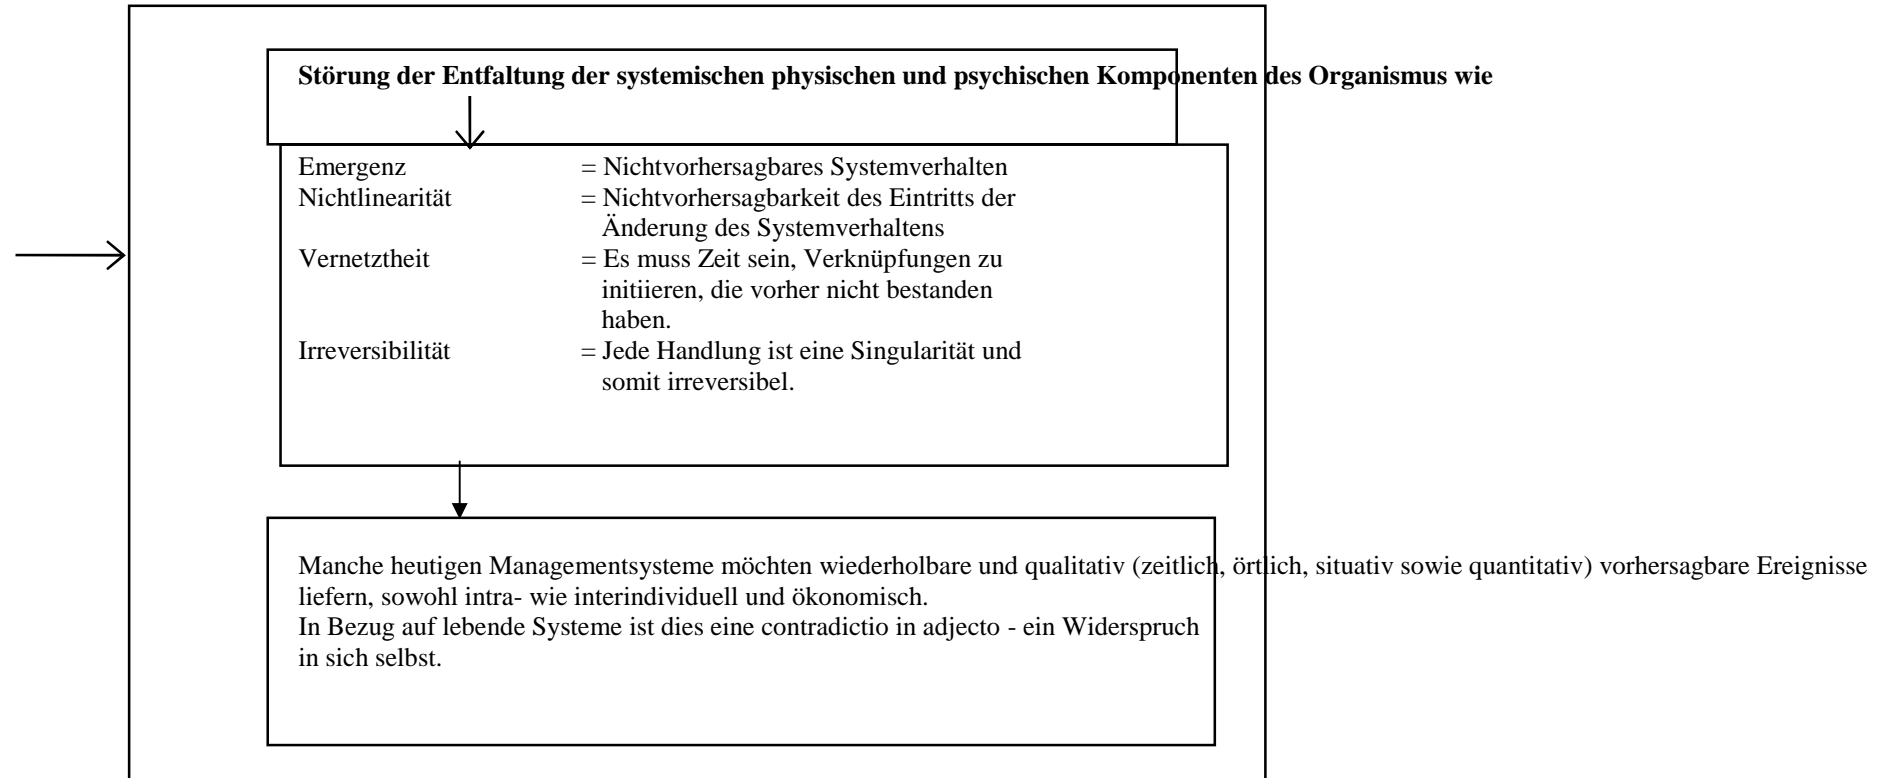 Störung der Entfaltung der systemischen physischen und psychischen Komponenten des Organismus wie
Emergenz = Nichtvorhersagbares Systemverhalten
Nichtlinearität = Nichtvorhersagbarkeit des Eintritts der
Änderung des Systemverhaltens
Vernetztheit = Es muss Zeit sein, Verknüpfungen zu
initiieren, die vorher nicht bestanden
haben.
Irreversibilität = Jede Handlung ist eine Singularität und
somit irreversibel.
Manche heutigen Managementsysteme möchten wiederholbare und qualitativ (zeitlich, örtlich, situativ sowie quantitativ) vorhersagbare Ereignisse
liefern, sowohl intra- wie interindividuell und ökonomisch.
In Bezug auf lebende Systeme ist dies eine contradictio in adjecto - ein Widerspruch
in sich selbst.